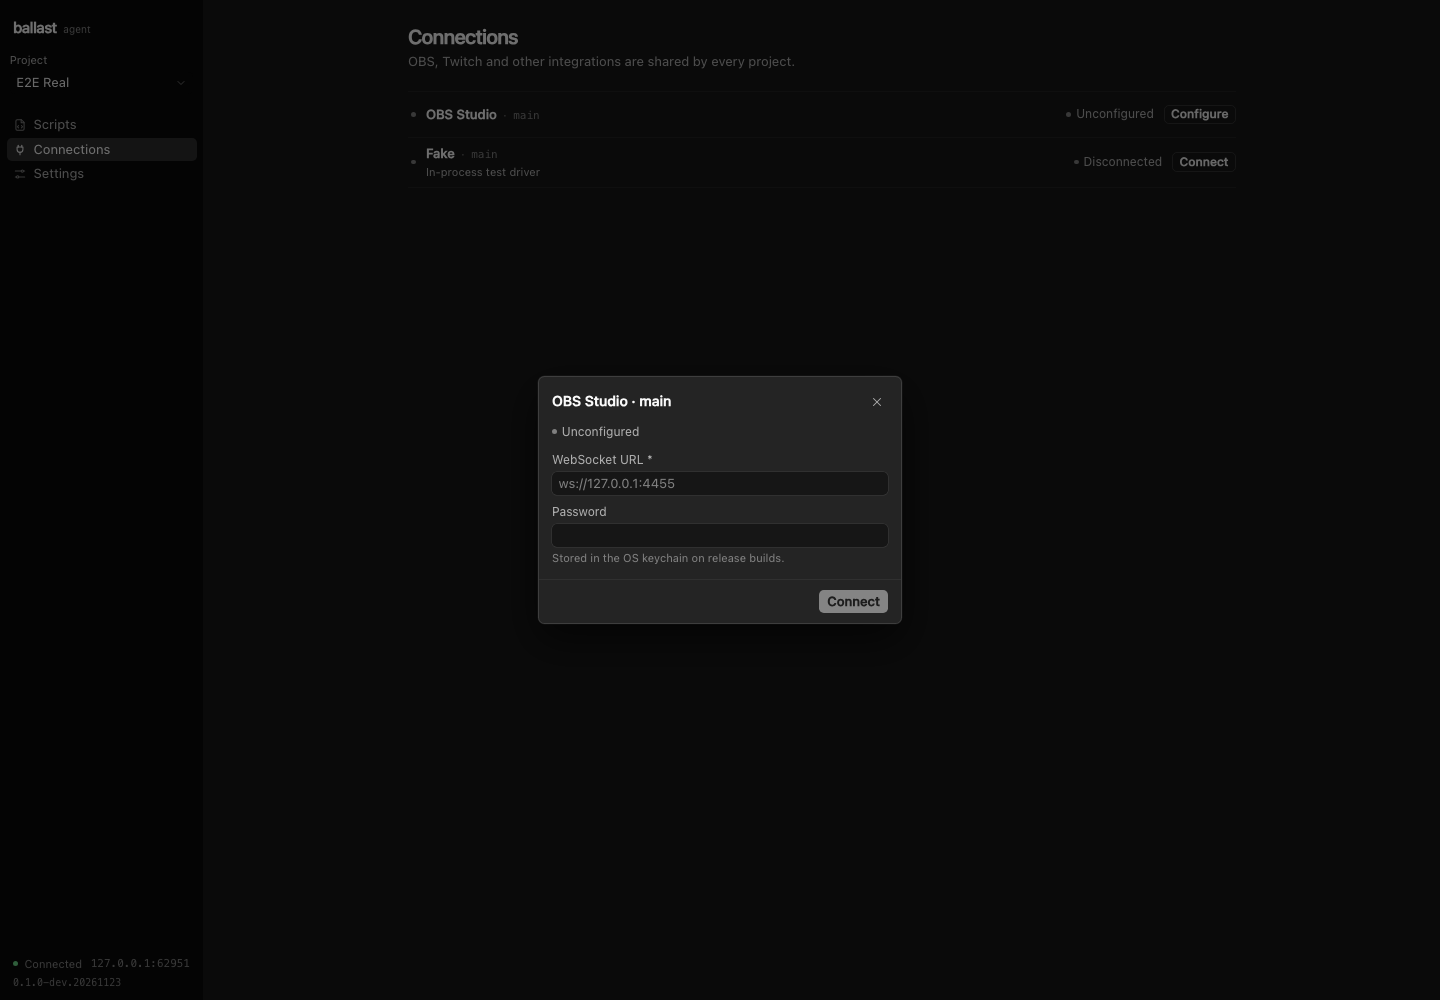 ballast agent
Project
E2E Real
Scripts
Connections
Settings
Connected 127.0.0.1:62951
0.1.0-dev.20261123
Connections
OBS, Twitch and other integrations are shared by every project.
OBS Studio · main
Unconfigured
Configure
Fake · main
In-process test driver
Disconnected
Connect
OBS Studio · main
Unconfigured
WebSocket URL *
ws://127.0.0.1:4455
Password
Stored in the OS keychain on release builds.
Connect